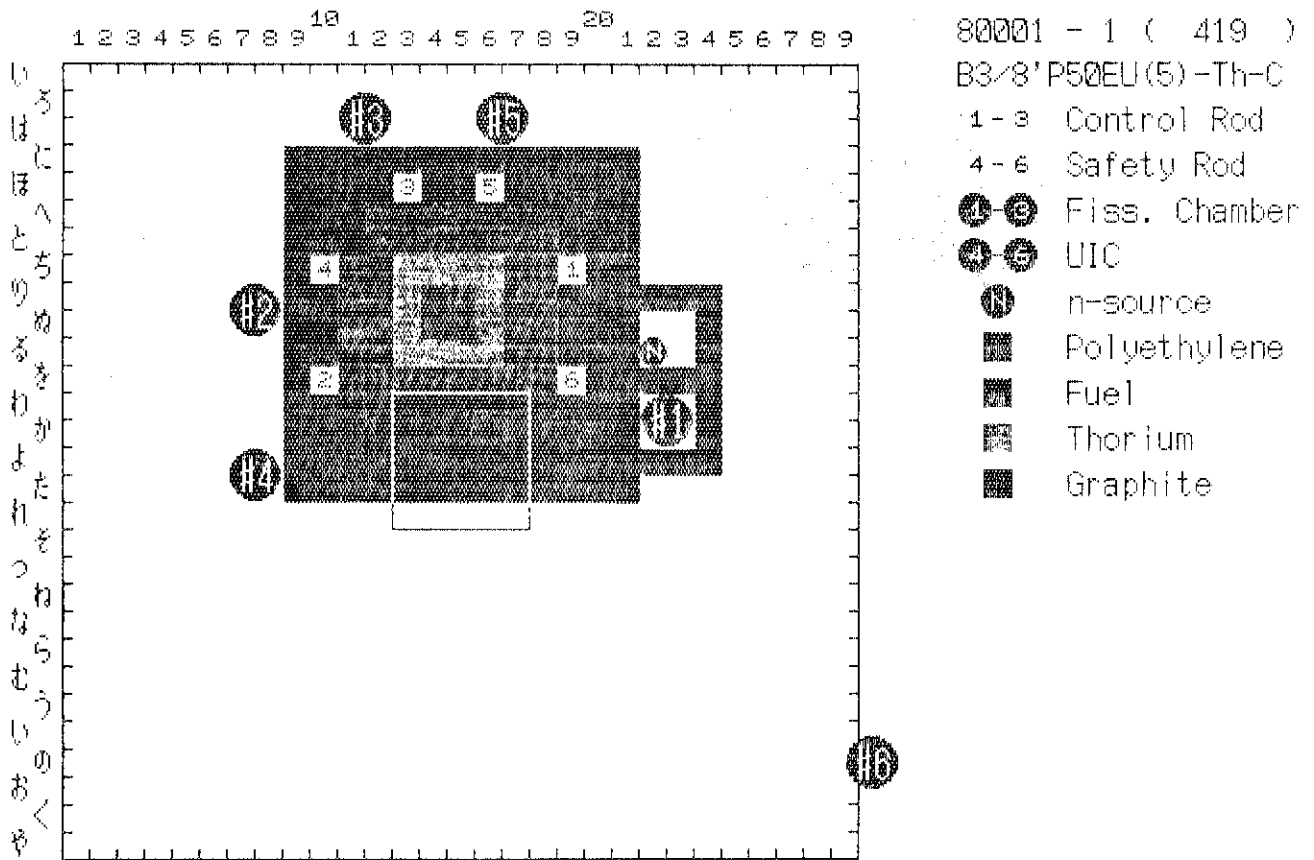 10 20
1 2 3 4 5 6 7 8 9 1 2 3 4 5 6 7 8 9 1 2 3 4 5 6 7 8 9
い
ろ
は
に
ほ
へ
と
ち
り
ぬ
る
を
わ
か
よ
た
れ
そ
つ
ね
な
ら
む
う
い
の
お
く
や
#3 #5
3 5
4 1
#2
N
2 6
#1
#4
#6
80001 - 1 ( 419 )
B3/8'P50EU(5)-Th-C
1 - 3 Control Rod
4 - 6 Safety Rod
1-3 Fiss. Chamber
4-6 UIC
N n-source
Polyethylene
Fuel
Thorium
Graphite